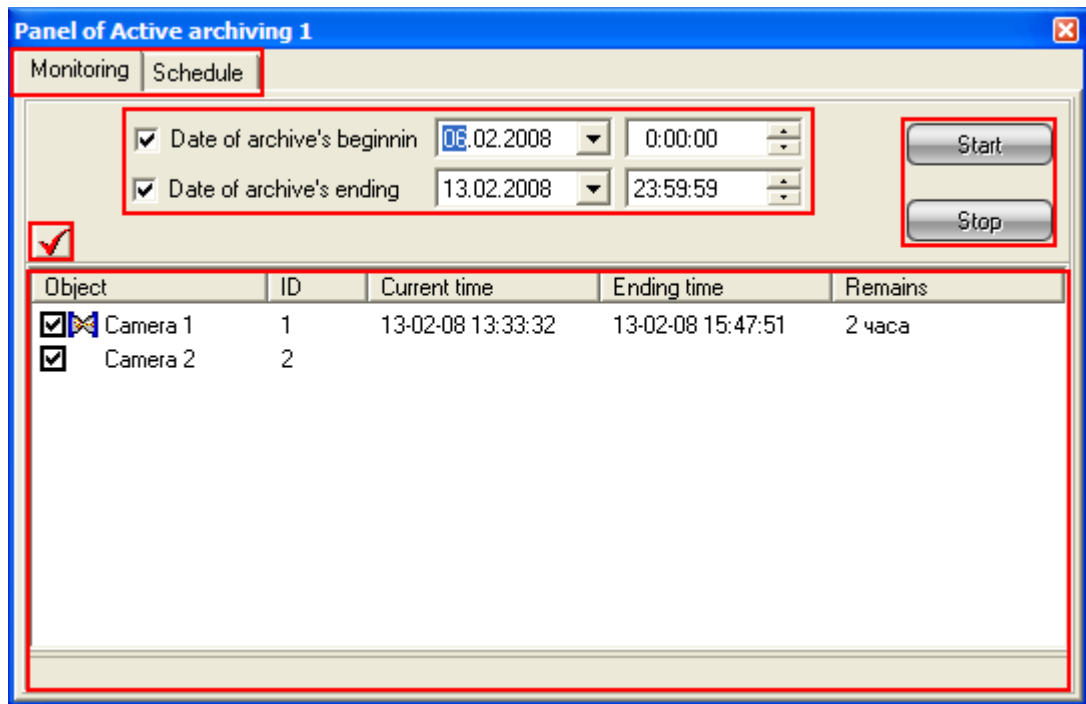 Panel of Active archiving 1
Monitoring Schedule
Date of archive's beginnin 06.02.2008 0:00:00 Start
Date of archive's ending 13.02.2008 23:59:59
Stop
Object ID Current time Ending time Remains
Camera 1 1 13-02-08 13:33:32 13-02-08 15:47:51 2 часа
Camera 2 2